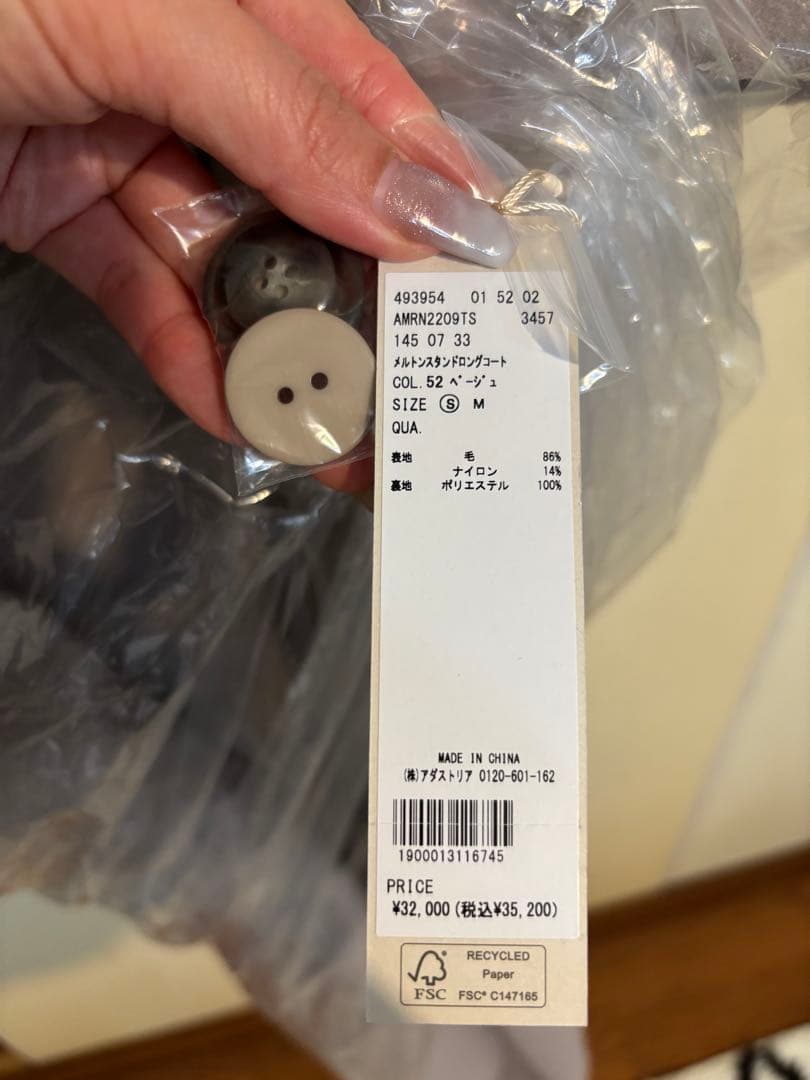 493954 01 52 02
AMRN2209TS 3457
145 07 33
メルトンスタンドロングコート
COL.52 ベージュ
SIZE Ⓢ M
QUA.
表地 毛 86%
ナイロン 14%
裏地 ポリエステル 100%
MADE IN CHINA
(株)アダストリア 0120-601-162
1900013116745
PRICE
¥32,000(税込¥35,200)
RECYCLED
Paper
FSC
FSC® C147165